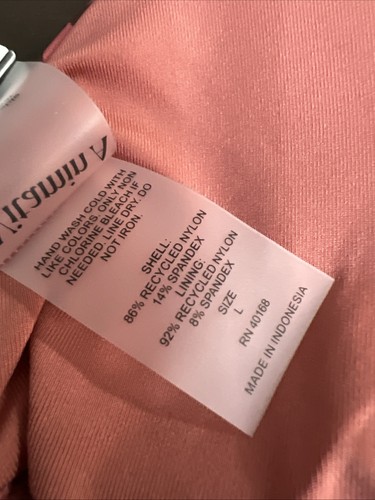 Vitamin A
HAND WASH COLD WITH
LIKE COLORS. ONLY NON
CHLORINE BLEACH IF
NEEDED. LINE DRY. DO
NOT IRON.
SHELL:
86% RECYCLED NYLON
14% SPANDEX
LINING:
92% RECYCLED NYLON
8% SPANDEX
SIZE
L
RN 40168
MADE IN INDONESIA